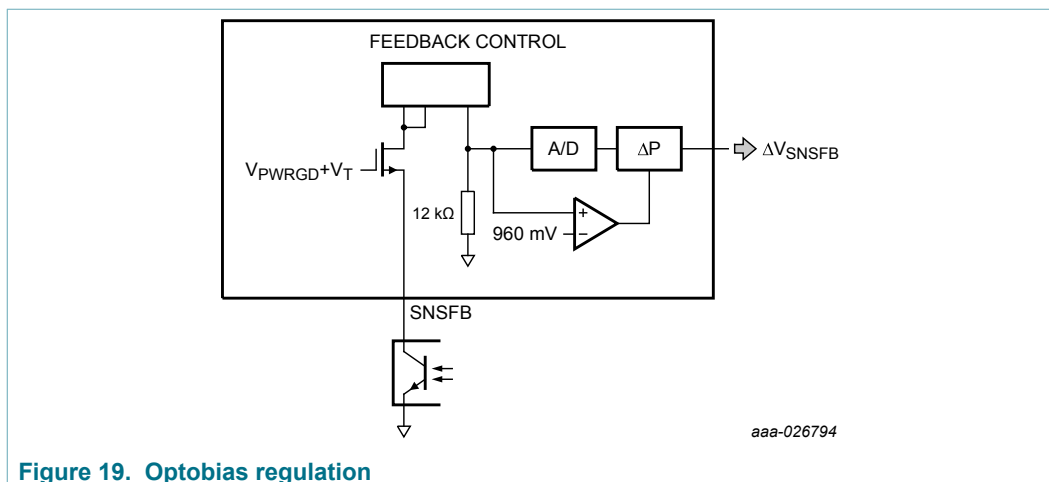 FEEDBACK CONTROL
A/D
ΔP
ΔVSNSFB
VPWRGD+VT
12 kΩ
+
960 mV
−
SNSFB
aaa-026794
Figure 19. Optobias regulation